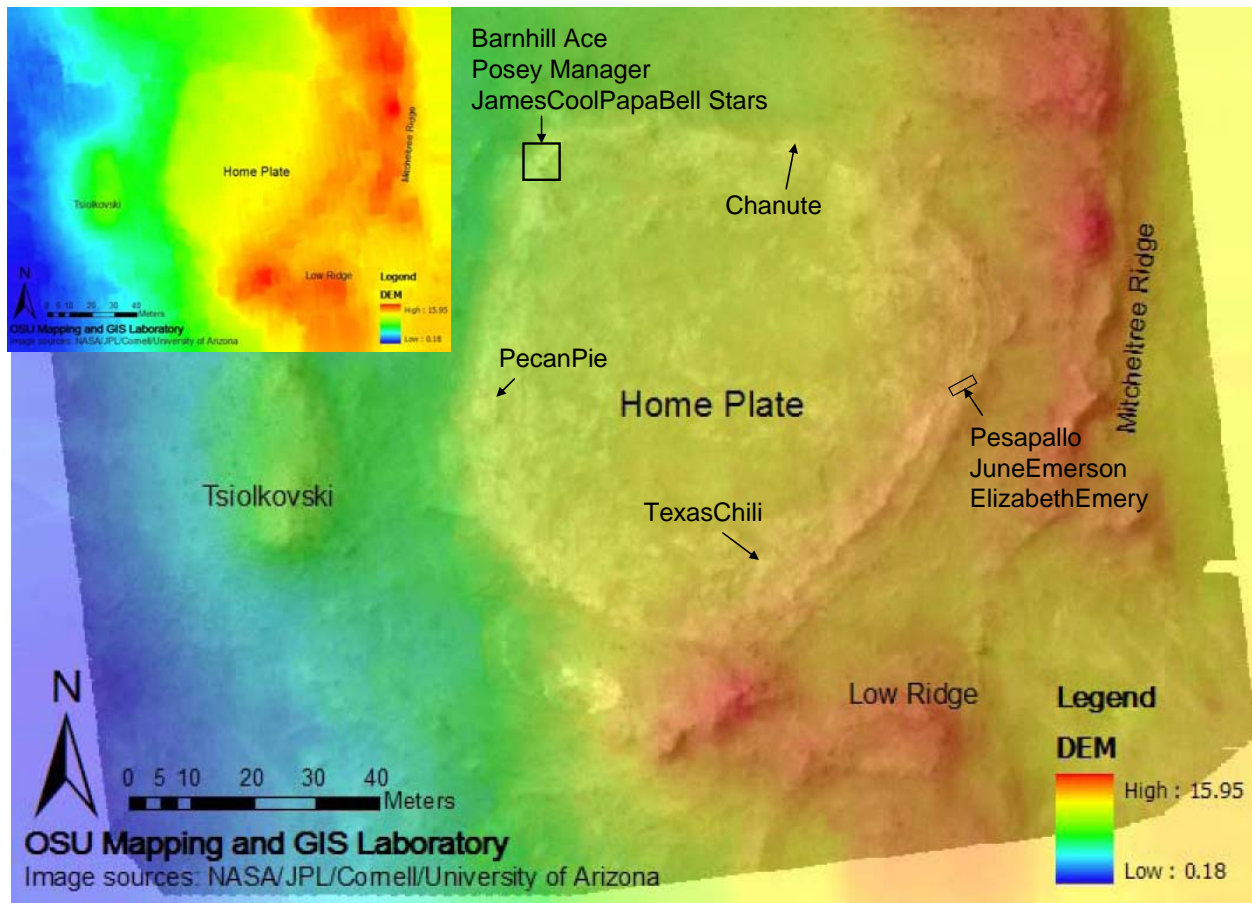 Home Plate
Mitcheltree Ridge
Tsiolkovski
Low Ridge
N
0 5 10 20 30 40
Meters
Legend
DEM
High : 15.95
Low : 0.18
OSU Mapping and GIS Laboratory
Image sources: NASA/JPL/Cornell/University of Arizona
Barnhill Ace
Posey Manager
JamesCoolPapaBell Stars
Chanute
PecanPie
Home Plate
Mitcheltree Ridge
Pesapallo
JuneEmerson
ElizabethEmery
Tsiolkovski
TexasChili
Low Ridge
N
0 5 10 20 30 40
Meters
Legend
DEM
High : 15.95
Low : 0.18
OSU Mapping and GIS Laboratory
Image sources: NASA/JPL/Cornell/University of Arizona